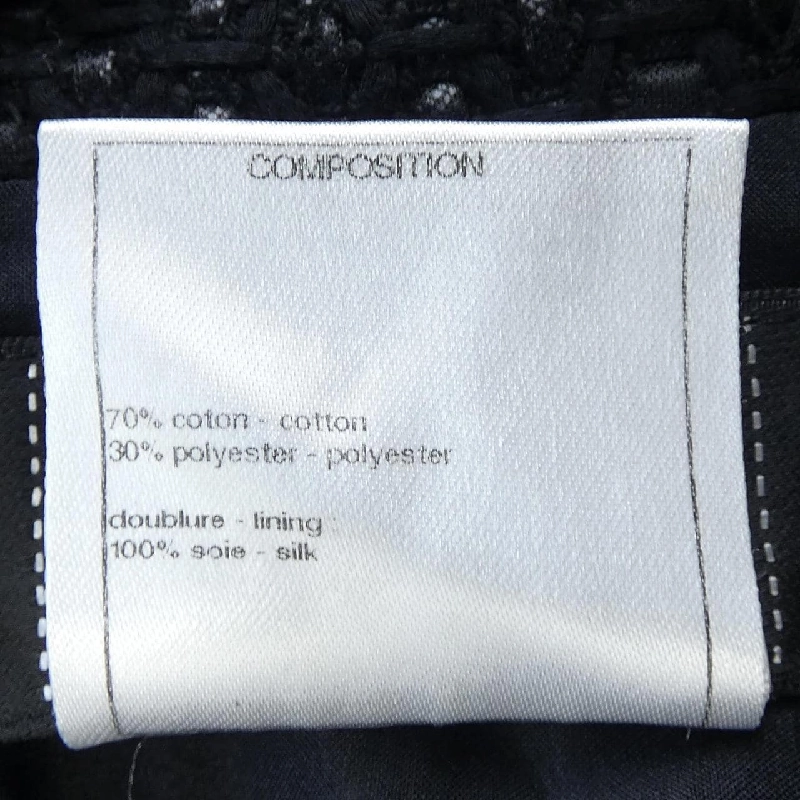 COMPOSITION
70% coton - cotton
30% polyester - polyester
doublure - lining :
100% soie - silk